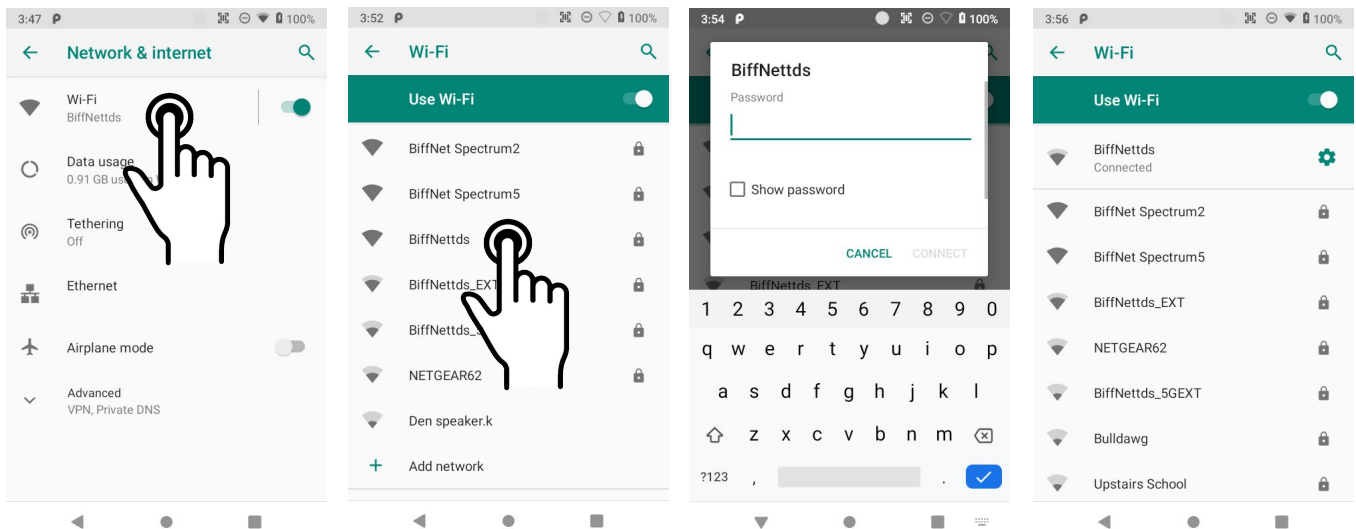 3:47 P 100%
Network & internet
Wi-Fi
BiffNettds
Data usage
0.91 GB
Tethering
Off
Ethernet
Airplane mode
Advanced
VPN, Private DNS
3:52 P 100%
Wi-Fi
Use Wi-Fi
BiffNet Spectrum2
BiffNet Spectrum5
BiffNettds
BiffNettds_EXT
NETGEAR62
Den speaker.k
+ Add network
3:54 P 100%
BiffNettds
Password
Show password
CANCEL CONNECT
BiffNettds_EXT
1 2 3 4 5 6 7 8 9 0
q w e r t y u i o p
a s d f g h j k l
z x c v b n m
?123 , .
3:56 P 100%
Wi-Fi
Use Wi-Fi
BiffNettds
Connected
BiffNet Spectrum2
BiffNet Spectrum5
BiffNettds_EXT
NETGEAR62
BiffNettds_5GEXT
Bulldawg
Upstairs School